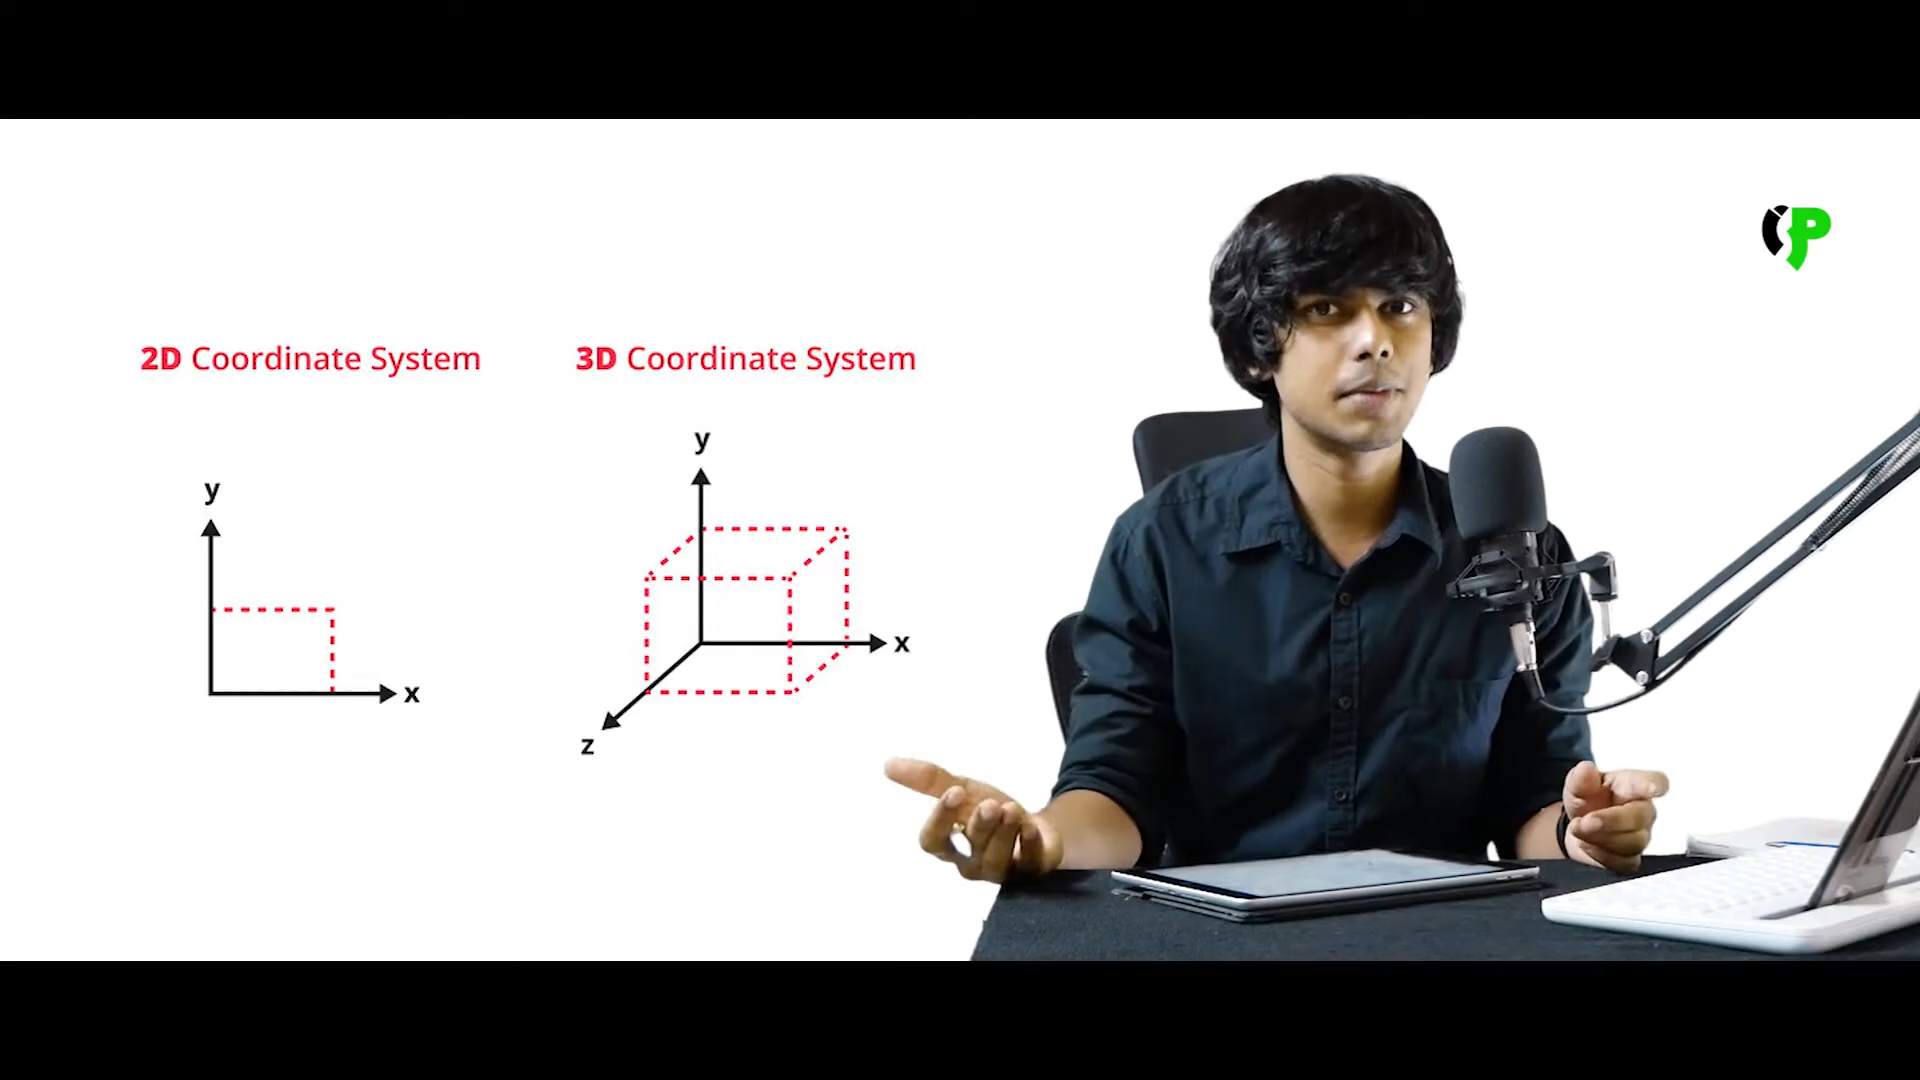 2D Coordinate System
3D Coordinate System
y
x
y
x
z
P